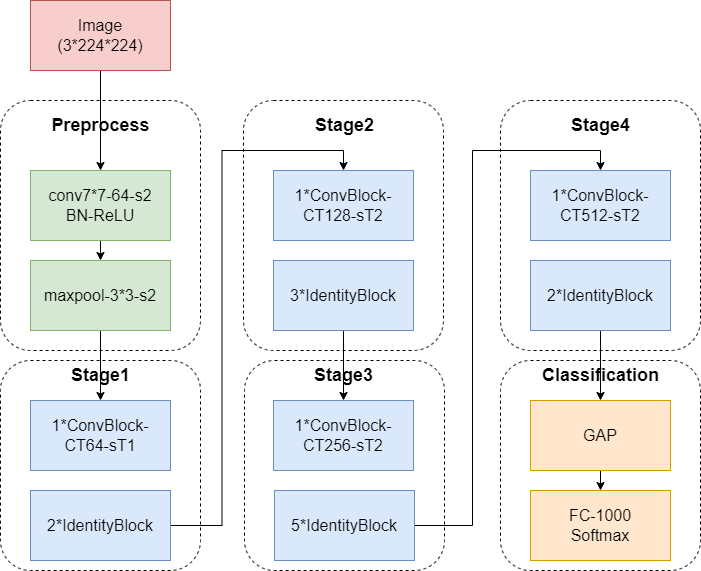 Image
(3*224*224)
Preprocess
conv7*7-64-s2
BN-ReLU
maxpool-3*3-s2
Stage1
1*ConvBlock-
CT64-sT1
2*IdentityBlock
Stage2
1*ConvBlock-
CT128-sT2
3*IdentityBlock
Stage3
1*ConvBlock-
CT256-sT2
5*IdentityBlock
Stage4
1*ConvBlock-
CT512-sT2
2*IdentityBlock
Classification
GAP
FC-1000
Softmax